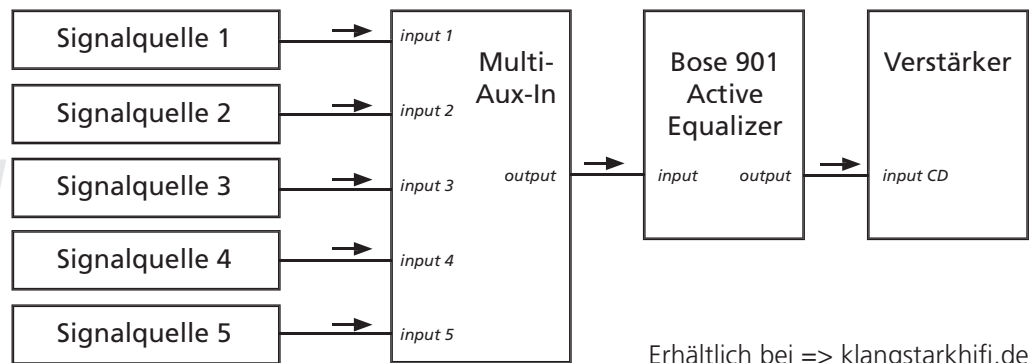 Signalquelle 1
Signalquelle 2
Signalquelle 3
Signalquelle 4
Signalquelle 5
input 1
input 2
input 3
input 4
input 5
Multi-
Aux-In
output
Bose 901
Active
Equalizer
input
output
Verstärker
input CD
Erhältlich bei => klangstarkhifi.de